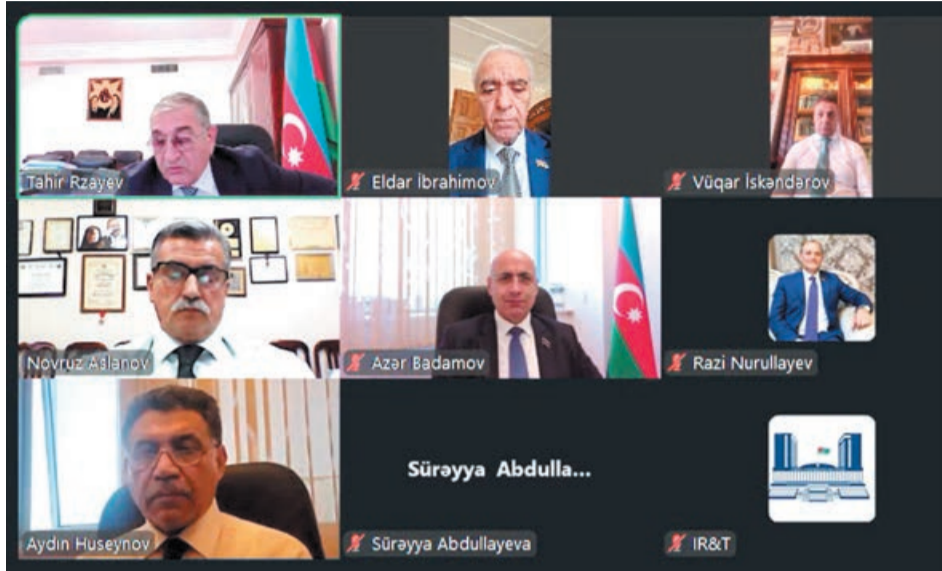 Tahir Rzayev
Eldar İbrahimov
Vüqar İskəndərov
Novruz Aslanov
Azər Badamov
Razi Nurullayev
Aydın Huseynov
Sürəyya Abdulla...
Sürəyya Abdullayeva
IR&T